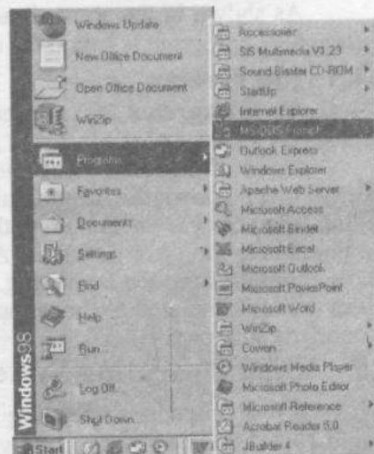 Windows Update
New Office Document
Open Office Document
WinZip
Programs
Favorites
Documents
Settings
Find
Help
Run
Log Off
Shut Down
Windows98
Start
Accessories
SiS Multimedia V1.23
Sound Blaster CD-ROM
StartUp
Internet Explorer
MS-DOS Prompt
Outlook Express
Windows Explorer
Apache Web Server
Microsoft Access
Microsoft Binder
Microsoft Excel
Microsoft Outlook
Microsoft PowerPoint
Microsoft Word
WinZip
Cowon
Windows Media Player
Microsoft Photo Editor
Microsoft Reference
Acrobat Reader 5.0
JBuilder 4